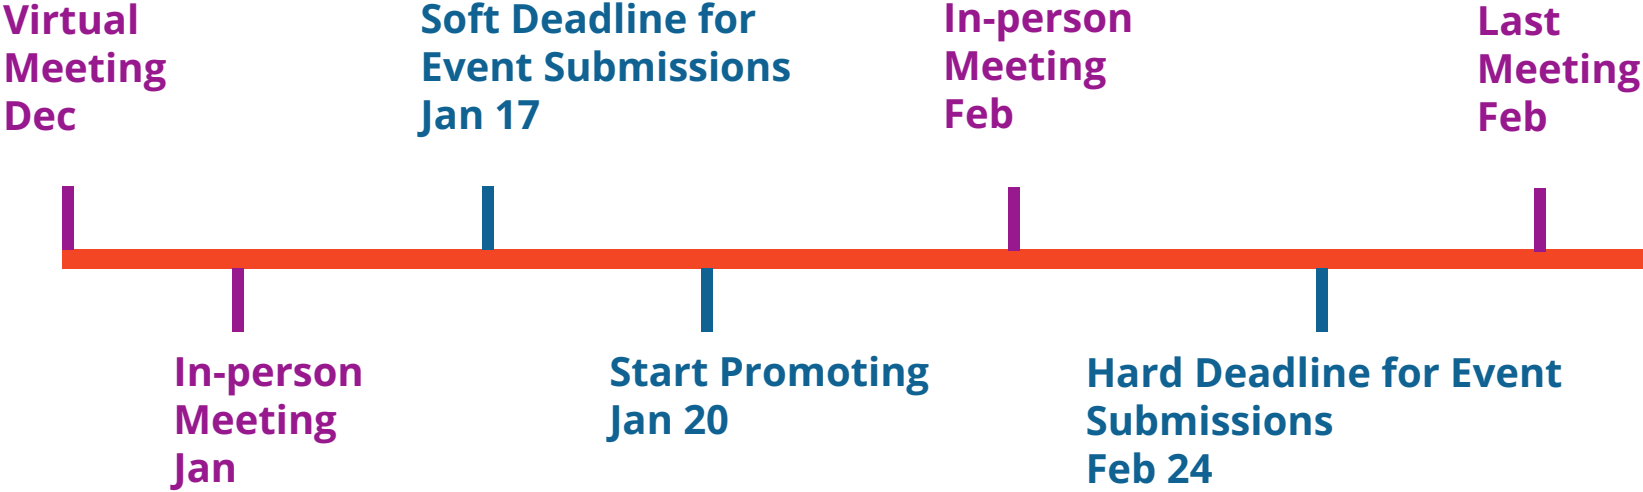 Virtual
Meeting
Dec
Soft Deadline for
Event Submissions
Jan 17
In-person
Meeting
Feb
Last
Meeting
Feb
In-person
Meeting
Jan
Start Promoting
Jan 20
Hard Deadline for Event
Submissions
Feb 24